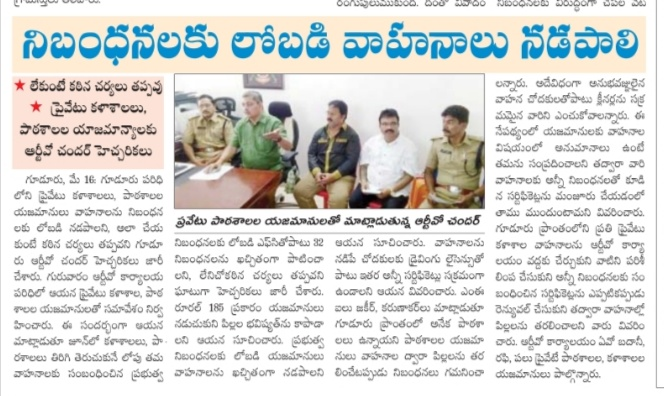 నిబంధనలకు లోబడి వాహనాలు నడపాలి
★ లేకుంటే కఠిన చర్యలు తప్పవు
★ ప్రైవేటు కళాశాలలు,
పాఠశాలల యాజమాన్యాలకు
ఆర్టీవో చందర్ హెచ్చరికలు
గూడూరు, మే 16: గూడూరు పరిధి
లోని ప్రైవేటు కళాశాలలు, పాఠశాలల
యజమానులు వాహనాలను నిబంధన
లకు లోబడి నడపాలని, అలా చేయ
కుంటే కఠిన చర్యలు తప్పవని గూడూ
రు ఆర్టీవో చందర్ హెచ్చరికలు జారీ
చేశారు. గురువారం ఆర్టీవో కార్యాలయ
పరిధిలో ఆయన ప్రైవేటు కళాశాల, పాఠ
శాలల యజమానులతో సమావేశం నిర్వ
హించారు. ఈ సందర్భంగా ఆయన
మాట్లాడుతూ జూన్‌లో కళాశాలలు, పా
ఠశాలలు తిరిగి తెరుచుకునే లోపు తమ
వాహనాలకు సంబంధించిన ప్రభుత్వ
ప్రవేటు పాఠశాలల యజమానులతో మాట్లాడుతున్న ఆర్టీవో చందర్
నిబంధనలకు లోబడి ఎఫ్‌సితోపాటు 32
నిబంధనలను ఖచ్చితంగా పాటించా
లని, లేనిచోకఠిన చర్యలు తప్పవని
ఘాటుగా హెచ్చరికలు జారీ చేశారు.
రూరల్ 185 ప్రకారం యజమానులు
నడుచుకుని పిల్లల భవిష్యత్‌ను కాపాడా
లని ఆయన సూచించారు. ప్రభుత్వ
నిబంధనలకు లోబడి యజమానులు
వాహనాలను ఖచ్చితంగా నడపాలని
ఆయన సూచించారు. వాహనాలను
నడిపే చోదకులకు డ్రైవింగు లైసెన్సుతో
పాటు ఇతర అన్నీ సర్టిఫికెట్లు సక్రమంగా
ఉండాలని ఆయన వివరించారు. ఎంఈ
వలు జకీర్, కరుణాకర్‌లు మాట్లాడుతూ
గూడూరు ప్రాంతంలో అనేక పాఠశా
లలు ఉన్నాయని పాఠశాలల యజమా
నులు వాహనాల ద్వారా పిల్లలను తర
లించేటప్పుడు నిబంధనలు గమనించా
లన్నారు. అదేవిధంగా అనుభవజ్ఞులైన
వాహన చోదకులతోపాటు క్లీనర్లను సక్ర
మమైన వారిని ఎంచుకోవాలన్నారు. ఈ
నేపథ్యంలో యజమానులకు వాహనాల
విషయంలో అనుమానాలు ఉంటే
తమను సంప్రదించాలని తద్వారా వారి
వాహనాలకు అన్నీ నిబంధనలతో కూడి
న సర్టిఫికెట్లను మంజూరు చేయడంలో
తాము ముందుంటామని వివరించారు.
గూడూరు ప్రాంతంలోని ప్రతి ప్రైవేటు
కళాశాల వాహనాలను ఆర్టీవో కార్యా
లయం వద్దకు చేర్చుకుని వాటిని పరిశీ
లింప చేసుకుని అన్నీ నిబంధనలకు సం
బంధించిన సర్టిఫికెట్లను ఎప్పటికప్పుడు
రెన్యువల్ చేసుకుని తద్వారా వాహనాల్లో
పిల్లలను తరలించాలని వారు వివరిం
చారు. ఆర్టీవో కార్యాలయం ఏవో బదానీ,
రఫి, పలు ప్రైవేట్ పాఠశాలల, కళాశాలల
యజమానులు పాల్గొన్నారు.